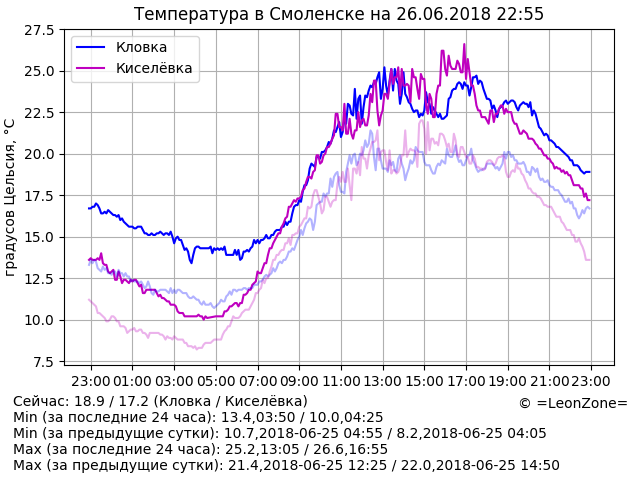 Температура в Смоленске на 26.06.2018 22:55
27.5
25.0
22.5
20.0
17.5
15.0
12.5
10.0
7.5
градусов Цельсия, °C
Кловка
Киселёвка
23:00 01:00 03:00 05:00 07:00 09:00 11:00 13:00 15:00 17:00 19:00 21:00 23:00
Сейчас: 18.9 / 17.2 (Кловка / Киселёвка)
© =LeonZone=
Min (за последние 24 часа): 13.4,03:50 / 10.0,04:25
Min (за предыдущие сутки): 10.7,2018-06-25 04:55 / 8.2,2018-06-25 04:05
Max (за последние 24 часа): 25.2,13:05 / 26.6,16:55
Max (за предыдущие сутки): 21.4,2018-06-25 12:25 / 22.0,2018-06-25 14:50